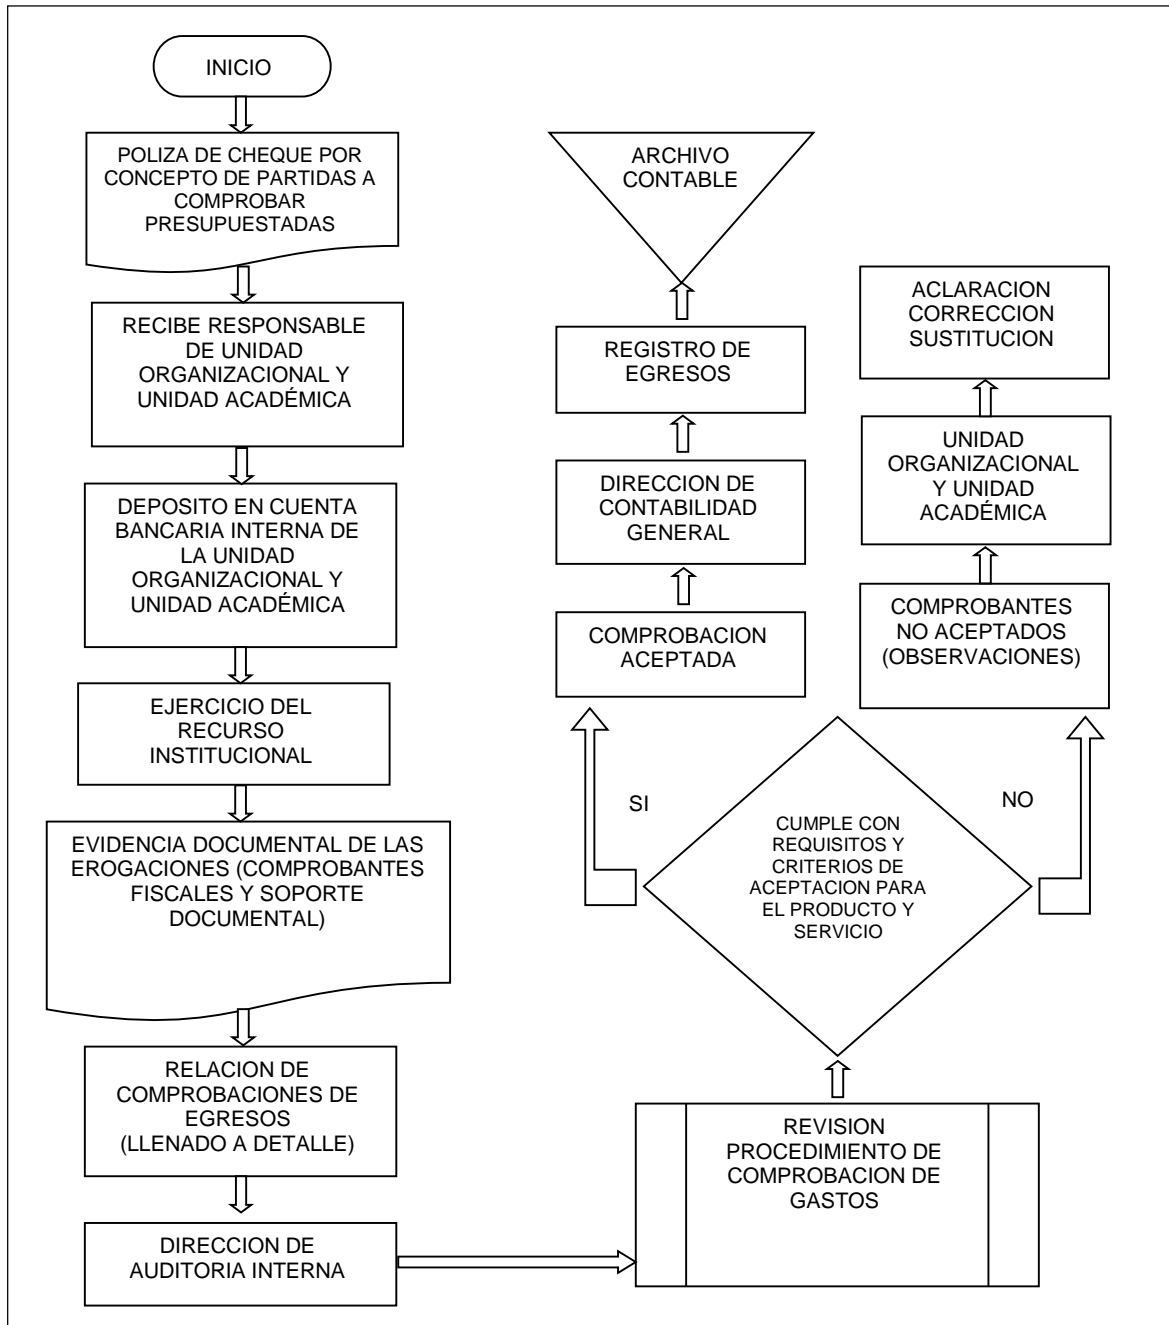 INICIO
POLIZA DE CHEQUE POR
CONCEPTO DE PARTIDAS A
COMPROBAR
PRESUPUESTADAS
RECIBE RESPONSABLE
DE UNIDAD
ORGANIZACIONAL Y
UNIDAD ACADÉMICA
DEPOSITO EN CUENTA
BANCARIA INTERNA DE
LA UNIDAD
ORGANIZACIONAL Y
UNIDAD ACADÉMICA
EJERCICIO DEL
RECURSO
INSTITUCIONAL
EVIDENCIA DOCUMENTAL DE LAS
EROGACIONES (COMPROBANTES
FISCALES Y SOPORTE
DOCUMENTAL)
RELACION DE
COMPROBACIONES DE
EGRESOS
(LLENADO A DETALLE)
DIRECCION DE
AUDITORIA INTERNA
REVISION
PROCEDIMIENTO DE
COMPROBACION DE
GASTOS
CUMPLE CON
REQUISITOS Y
CRITERIOS DE
ACEPTACION PARA
EL PRODUCTO Y
SERVICIO
SI
COMPROBACION
ACEPTADA
DIRECCION DE
CONTABILIDAD
GENERAL
REGISTRO DE
EGRESOS
ARCHIVO
CONTABLE
NO
COMPROBANTES
NO ACEPTADOS
(OBSERVACIONES)
UNIDAD
ORGANIZACIONAL
Y UNIDAD
ACADÉMICA
ACLARACION
CORRECCION
SUSTITUCION